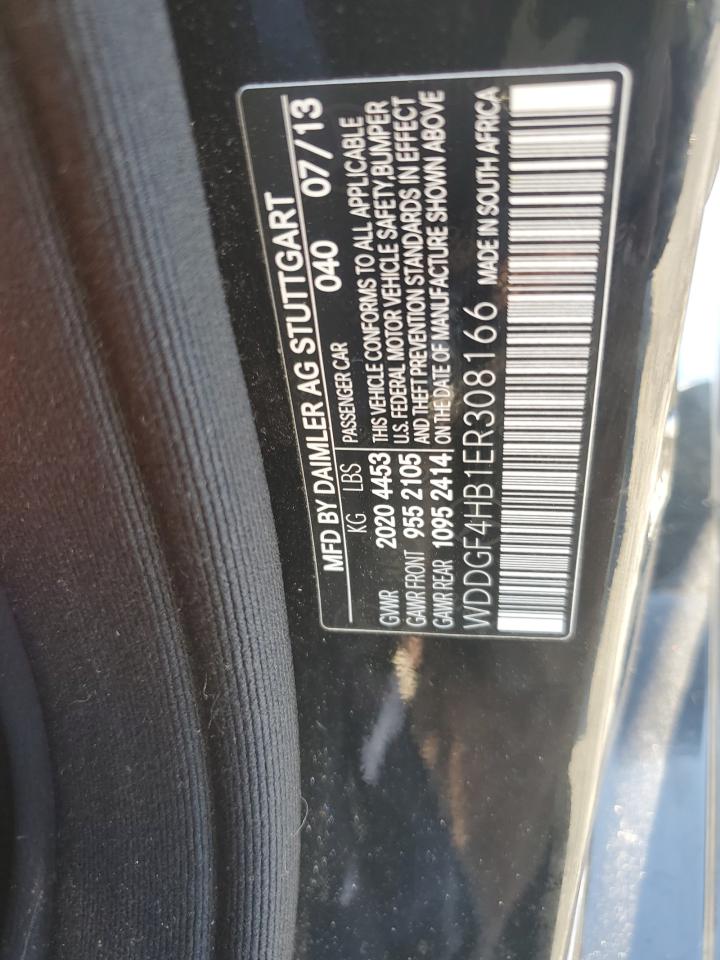 MFD BY DAIMLER AG STUTTGART
KG LBS 040 07/13
GVWR 2020 4453
GAWR FRONT 955 2105
GAWR REAR 1095 2414
PASSENGER CAR
THIS VEHICLE CONFORMS TO ALL APPLICABLE
U.S. FEDERAL MOTOR VEHICLE SAFETY,BUMPER
AND THEFT PREVENTION STANDARDS IN EFFECT
ON THE DATE OF MANUFACTURE SHOWN ABOVE
WDDGF4HB1ER308166 MADE IN SOUTH AFRICA